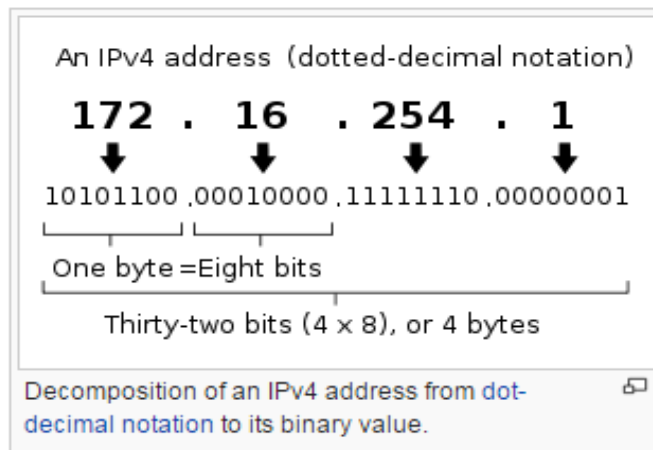 An IPv4 address (dotted-decimal notation)
172 . 16 . 254 . 1
10101100 .00010000 .11111110 .00000001
One byte =Eight bits
Thirty-two bits (4 × 8), or 4 bytes
Decomposition of an IPv4 address from dot-
decimal notation to its binary value.